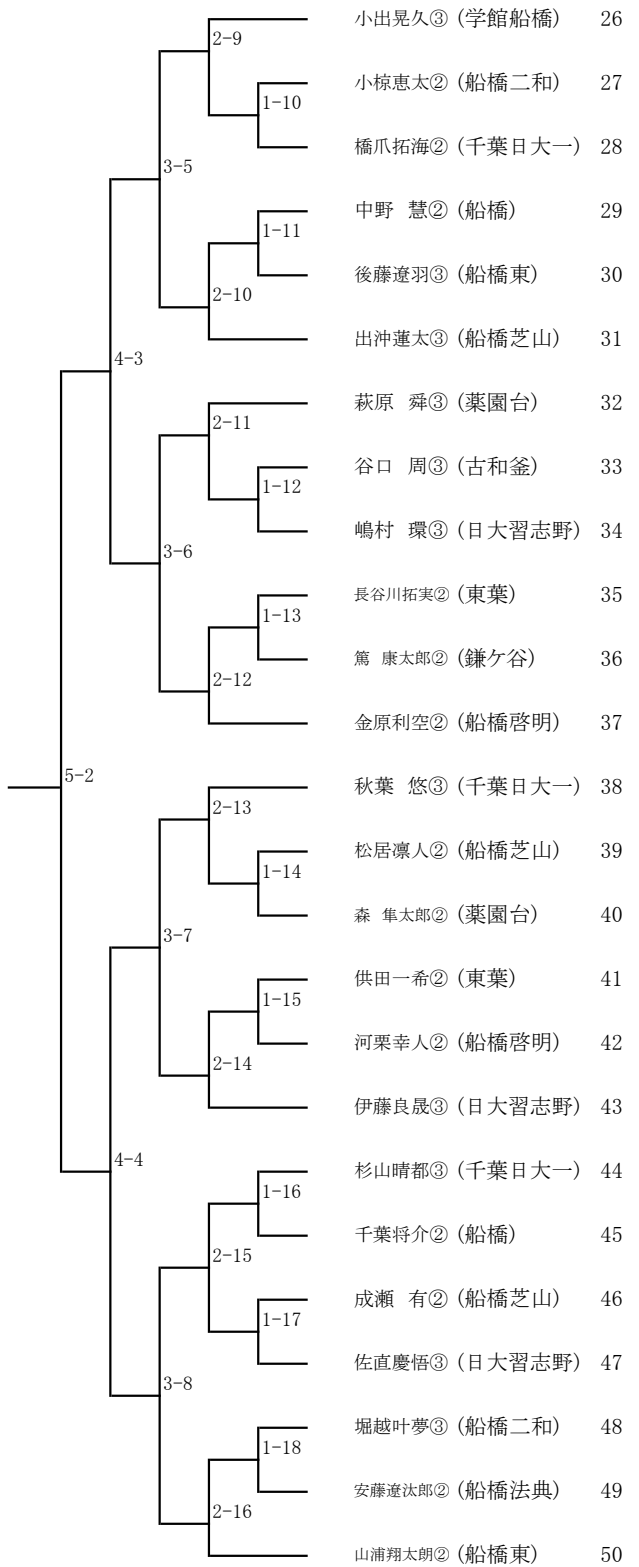 小出晃久③ (学館船橋) 26
2-9
小椋恵太② (船橋二和) 27
1-10
橋爪拓海② (千葉日大一) 28
3-5
中野 慧② (船橋) 29
1-11
後藤遼羽③ (船橋東) 30
2-10
出沖蓮太③ (船橋芝山) 31
4-3
萩原 舜③ (薬園台) 32
2-11
谷口 周③ (古和釜) 33
1-12
嶋村 環③ (日大習志野) 34
3-6
長谷川拓実② (東葉) 35
1-13
篤 康太郎② (鎌ケ谷) 36
2-12
金原利空② (船橋啓明) 37
5-2
秋葉 悠③ (千葉日大一) 38
2-13
松居凛人② (船橋芝山) 39
1-14
森 隼太郎② (薬園台) 40
3-7
供田一希② (東葉) 41
1-15
河栗幸人② (船橋啓明) 42
2-14
伊藤良晟③ (日大習志野) 43
4-4
杉山晴都③ (千葉日大一) 44
1-16
千葉将介② (船橋) 45
2-15
成瀬 有② (船橋芝山) 46
1-17
佐直慶悟③ (日大習志野) 47
3-8
堀越叶夢③ (船橋二和) 48
1-18
安藤遼汰郎② (船橋法典) 49
2-16
山浦翔太朗② (船橋東) 50